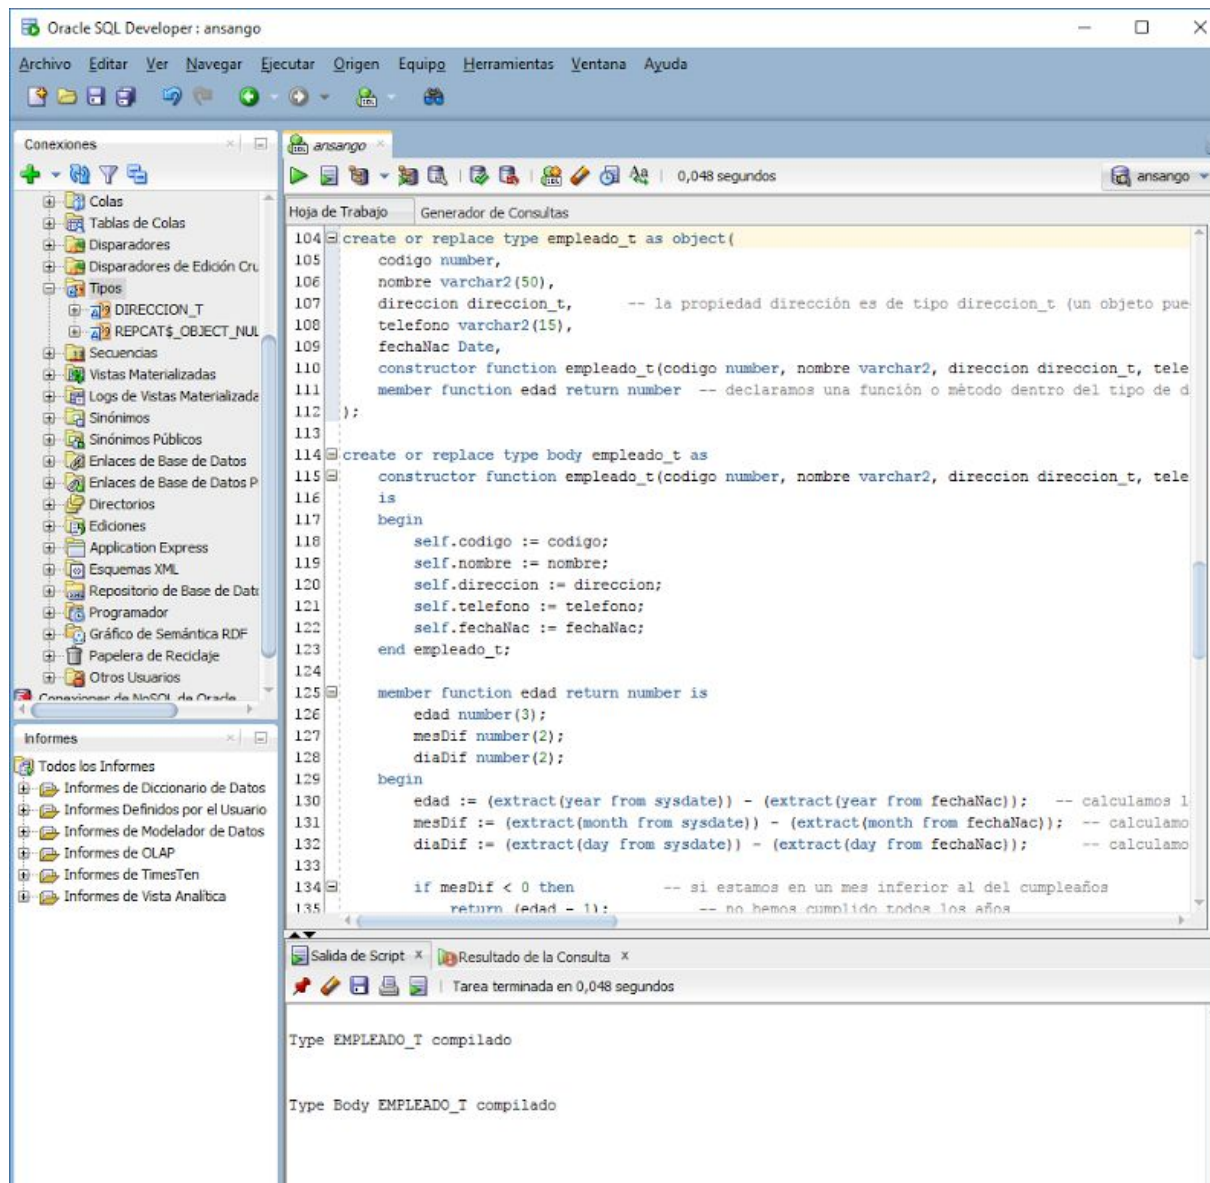 Oracle SQL Developer : ansango
Archivo Editar Ver Navegar Ejecutar Origen Equipo Herramientas Ventana Ayuda
Conexiones
Colas
Tablas de Colas
Disparadores
Disparadores de Edición Cru
Tipos
DIRECCION_T
REPCAT$_OBJECT_NUL
Secuencias
Vistas Materializadas
Logs de Vistas Materializada
Sinónimos
Sinónimos Públicos
Enlaces de Base de Datos
Enlaces de Base de Datos P
Directorios
Ediciones
Application Express
Esquemas XML
Repositorio de Base de Dato
Programador
Gráfico de Semántica RDF
Papelera de Reciclaje
Otros Usuarios
Conexiones de NoSQL de Oracle
Informes
Todos los Informes
Informes de Diccionario de Datos
Informes Definidos por el Usuario
Informes de Modelador de Datos
Informes de OLAP
Informes de TimesTen
Informes de Vista Analítica
ansango
0,048 segundos
ansango
Hoja de Trabajo Generador de Consultas
104 create or replace type empleado_t as object(
105 codigo number,
106 nombre varchar2(50),
107 direccion direccion_t, -- la propiedad dirección es de tipo direccion_t (un objeto pue
108 telefono varchar2(15),
109 fechaNac Date,
110 constructor function empleado_t(codigo number, nombre varchar2, direccion direccion_t, tele
111 member function edad return number -- declaramos una función o método dentro del tipo de d
112 );
113
114 create or replace type body empleado_t as
115 constructor function empleado_t(codigo number, nombre varchar2, direccion direccion_t, tele
116 is
117 begin
118 self.codigo := codigo;
119 self.nombre := nombre;
120 self.direccion := direccion;
121 self.telefono := telefono;
122 self.fechaNac := fechaNac;
123 end empleado_t;
124
125 member function edad return number is
126 edad number(3);
127 mesDif number(2);
128 diaDif number(2);
129 begin
130 edad := (extract(year from sysdate)) - (extract(year from fechaNac)); -- calculamos l
131 mesDif := (extract(month from sysdate)) - (extract(month from fechaNac)); -- calculamo
132 diaDif := (extract(day from sysdate)) - (extract(day from fechaNac)); -- calculamo
133
134 if mesDif < 0 then -- si estamos en un mes inferior al del cumpleaños
135 return (edad - 1); -- no hemos cumplido todos los años
Salida de Script Resultado de la Consulta
Tarea terminada en 0,048 segundos
Type EMPLEADO_T compilado
Type Body EMPLEADO_T compilado